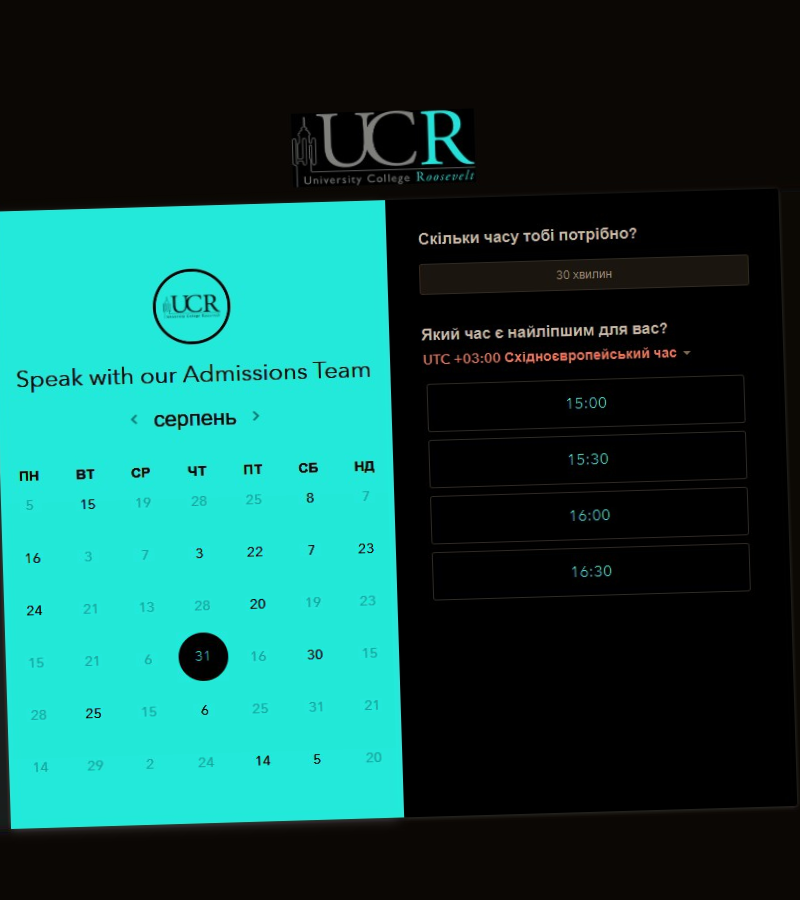 UCR
University College Roosevelt
UCR
Speak with our Admissions Team
серпень
ПН ВТ СР ЧТ ПТ СБ НД
5 15 19 28 25 8 7
16 3 7 3 22 7 23
24 21 13 28 20 19 23
15 21 6 31 16 30 15
28 25 15 6 25 31 21
14 29 2 24 14 5 20
Скільки часу тобі потрібно?
30 хвилин
Який час є найліпшим для вас?
UTC +03:00 Східноєвропейський час
15:00
15:30
16:00
16:30